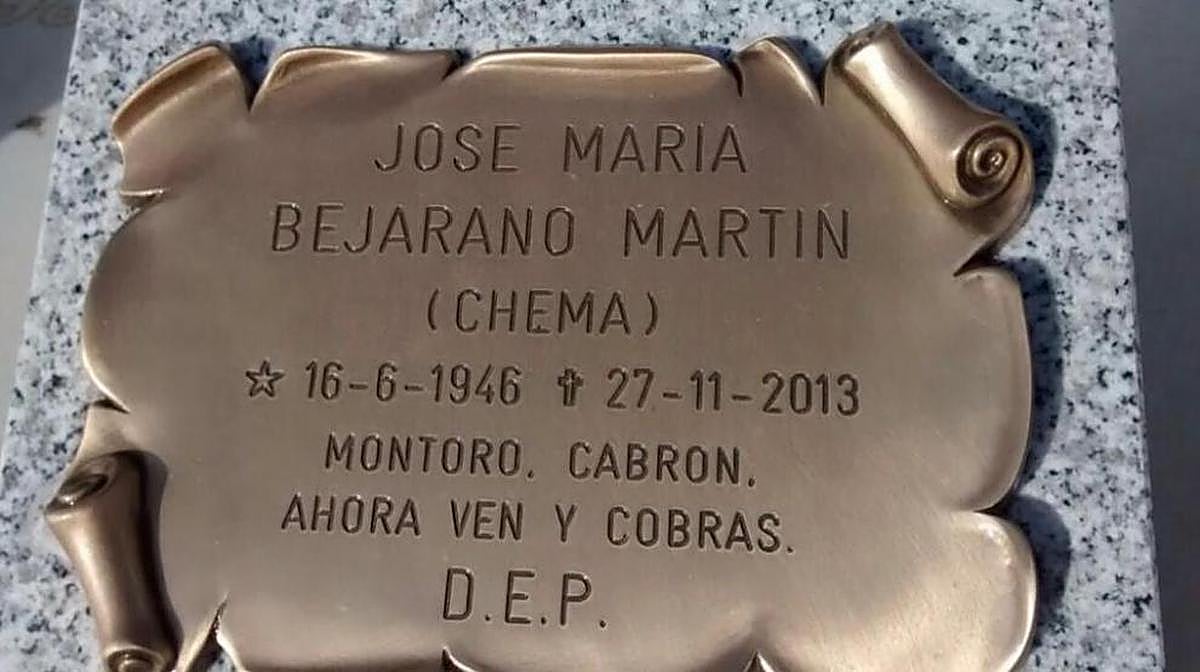 JOSE MARIA
BEJARANO MARTIN
(CHEMA)
☆ 16-6-1946 ✝ 27-11-2013
MONTORO. CABRON.
AHORA VEN Y COBRAS.
D.E.P.